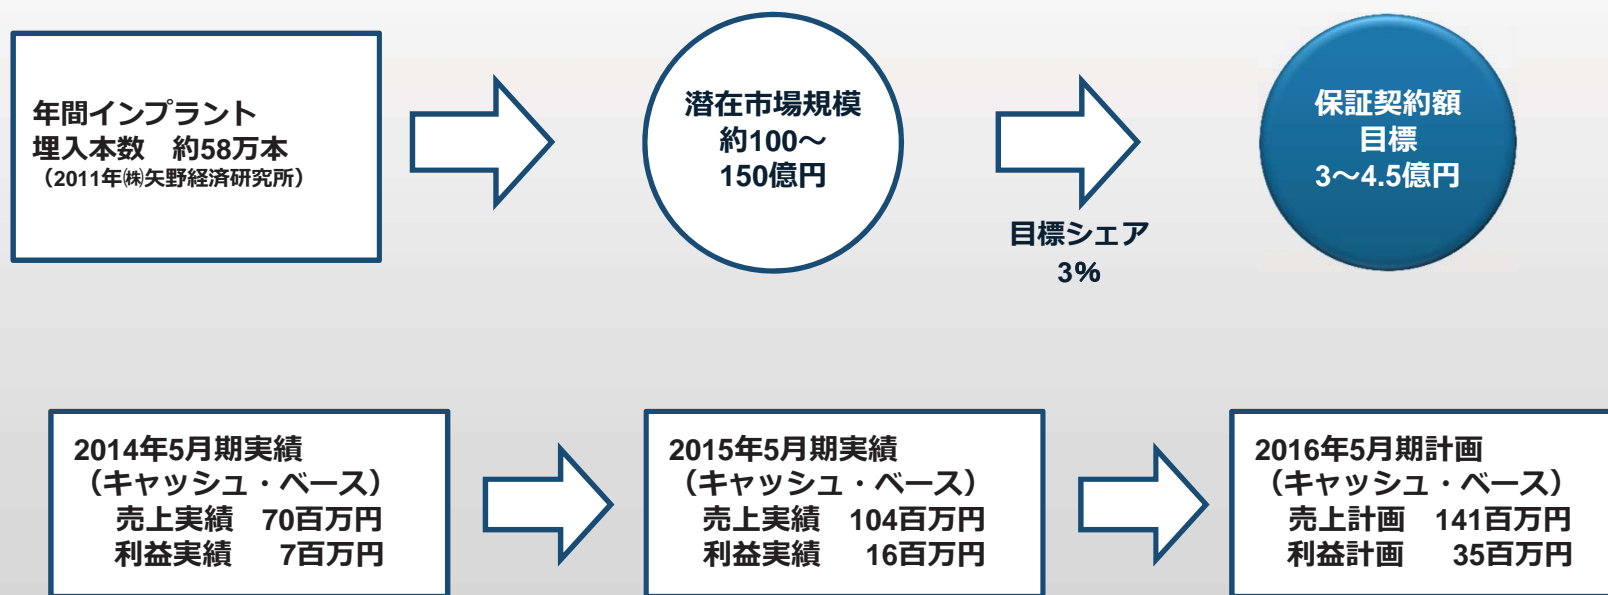 年間インプラント
埋入本数　約58万本
（2011年㈱矢野経済研究所）
潜在市場規模
約100～
150億円
目標シェア
3%
保証契約額
目標
3～4.5億円
2014年5月期実績
（キャッシュ・ベース）
売上実績　70百万円
利益実績　7百万円
2015年5月期実績
（キャッシュ・ベース）
売上実績　104百万円
利益実績　16百万円
2016年5月期計画
（キャッシュ・ベース）
売上計画　141百万円
利益計画　35百万円